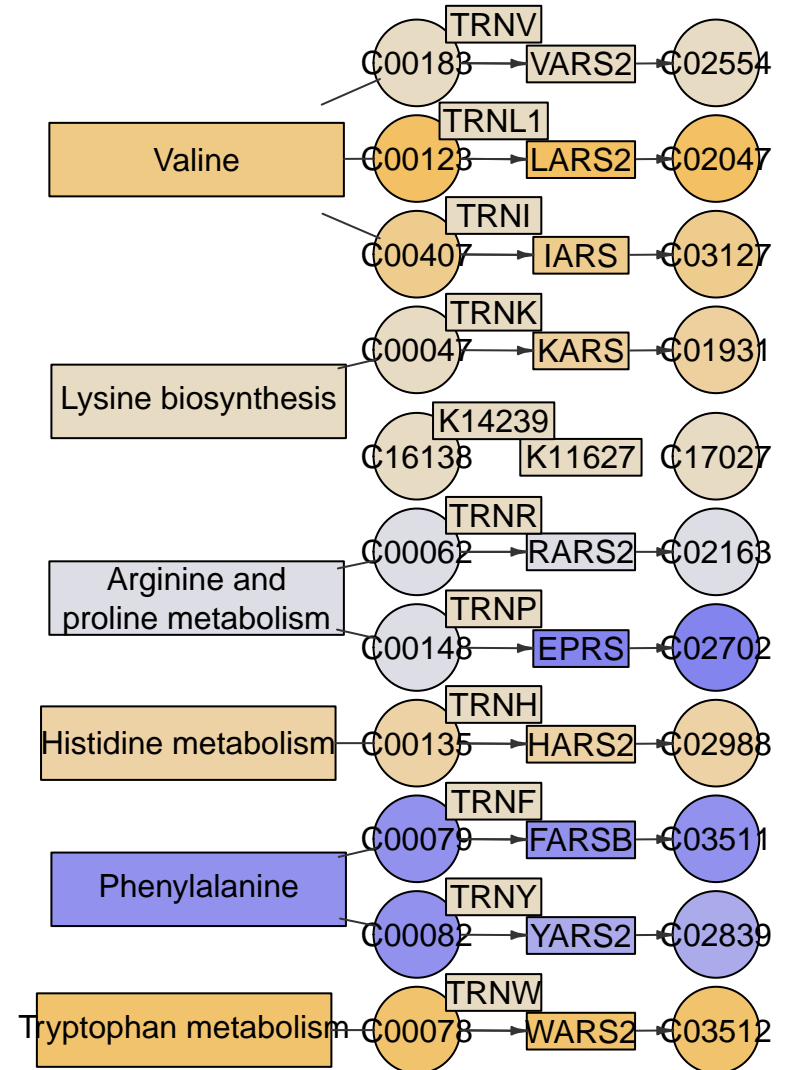 TRNV
C00183 VARS2 C02554
TRNL1
Valine C00123 LARS2 C02047
TRNI
C00407 IARS C03127
TRNK
C00047 KARS C01931
Lysine biosynthesis
K14239
C16138 K11627 C17027
TRNR
C00062 RARS2 C02163
Arginine and
proline metabolism
TRNP
C00148 EPRS C02702
TRNH
Histidine metabolism C00135 HARS2 C02988
TRNF
C00079 FARSB C03511
Phenylalanine
TRNY
C00082 YARS2 C02839
TRNW
Tryptophan metabolism C00078 WARS2 C03512